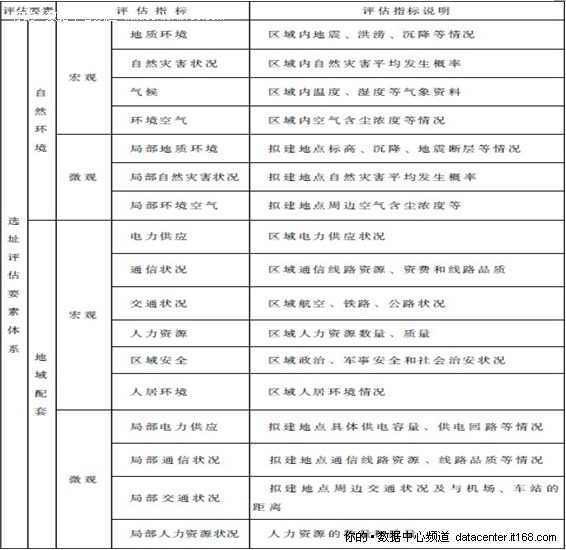 评估要素 评估指标 评估指标说明
选址评估要素体系
自然环境
宏观
地质环境 区域内地震、洪涝、沉降等情况
自然灾害状况 区域内自然灾害平均发生概率
气候 区域内温度、湿度等气象资料
环境空气 区域内空气含尘浓度等情况
微观
局部地质环境 拟建地点标高、沉降、地震断层等情况
局部自然灾害状况 拟建地点自然灾害平均发生概率
局部环境空气 拟建地点周边空气含尘浓度等
地域配套
宏观
电力供应 区域电力供应状况
通信状况 区域通信线路资源、资费和线路品质
交通状况 区域航空、铁路、公路状况
人力资源 区域人力资源数量、质量
区域安全 区域政治、军事安全和社会治安状况
人居环境 区域人居环境情况
微观
局部电力供应 拟建地点具体供电容量、供电回路等情况
局部通信状况 拟建地点通信线路资源、线路品质等情况
局部交通状况 拟建地点周边交通状况及与机场、车站的
距离
局部人力资源状况 人力资源的
你的·数据中心频道 datacenter.it168.com